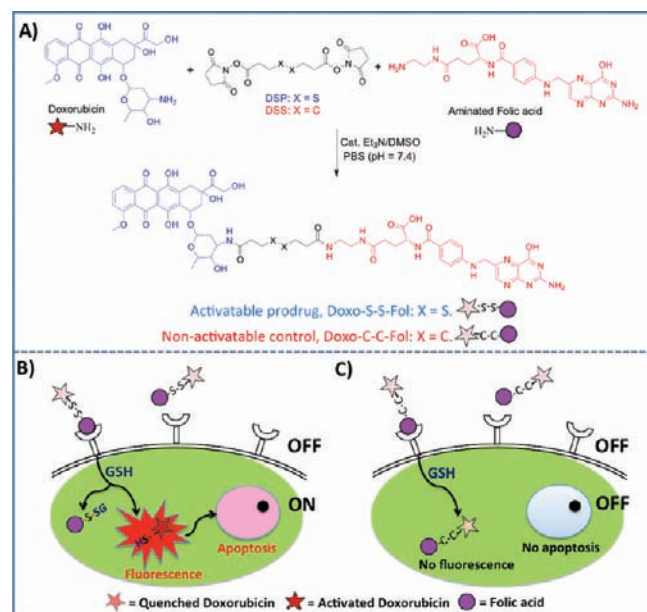 A)
Doxorubicin
NH2
DSP: X = S
DSS: X = C
Aminated Folic acid
H2N
Cat. Et3N/DMSO
PBS (pH = 7.4)
Activatable prodrug, Doxo-S-S-Fol: X = S. S-S
Non-activatable control, Doxo-C-C-Fol: X = C. C-C
B)
C)
S-S
S-S
C-C
C-C
OFF
OFF
GSH
GSH
ON
OFF
S-SG
HS
C-C
Apoptosis
No apoptosis
Fluorescence
No fluorescence
= Quenched Doxorubicin
= Activated Doxorubicin
= Folic acid